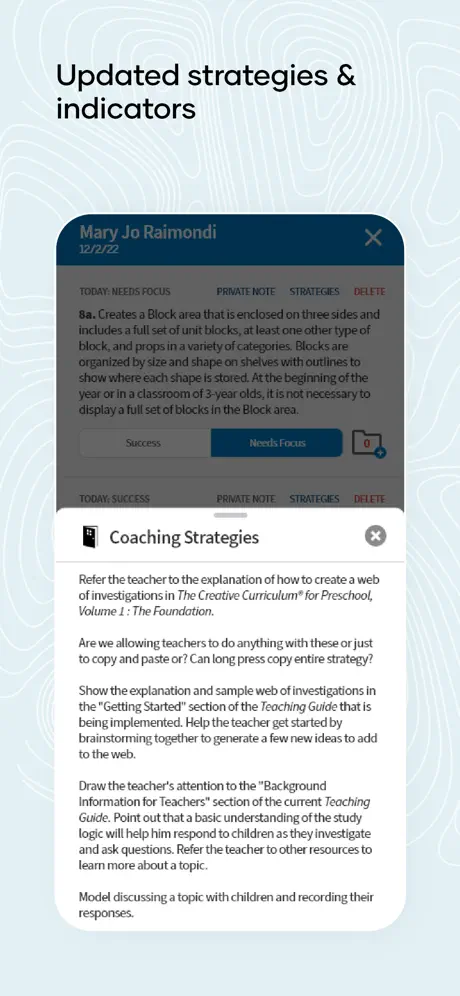 Updated strategies &
indicators
Mary Jo Raimondi
12/2/22
TODAY: NEEDS FOCUS PRIVATE NOTE STRATEGIES DELETE
8a. Creates a Block area that is enclosed on three sides and
includes a full set of unit blocks, at least one other type of
block, and props in a variety of categories. Blocks are
organized by size and shape on shelves with outlines to
show where each shape is stored. At the beginning of the
year or in a classroom of 3-year olds, it is not necessary to
display a full set of blocks in the Block area.
Success Needs Focus 0
TODAY: SUCCESS PRIVATE NOTE STRATEGIES DELETE
Coaching Strategies
Refer the teacher to the explanation of how to create a web
of investigations in The Creative Curriculum® for Preschool,
Volume 1 : The Foundation.
Are we allowing teachers to do anything with these or just
to copy and paste or? Can long press copy entire strategy?
Show the explanation and sample web of investigations in
the "Getting Started" section of the Teaching Guide that is
being implemented. Help the teacher get started by
brainstorming together to generate a few new ideas to add
to the web.
Draw the teacher's attention to the "Background
Information for Teachers" section of the current Teaching
Guide. Point out that a basic understanding of the study
logic will help him respond to children as they investigate
and ask questions. Refer the teacher to other resources to
learn more about a topic.
Model discussing a topic with children and recording their
responses.